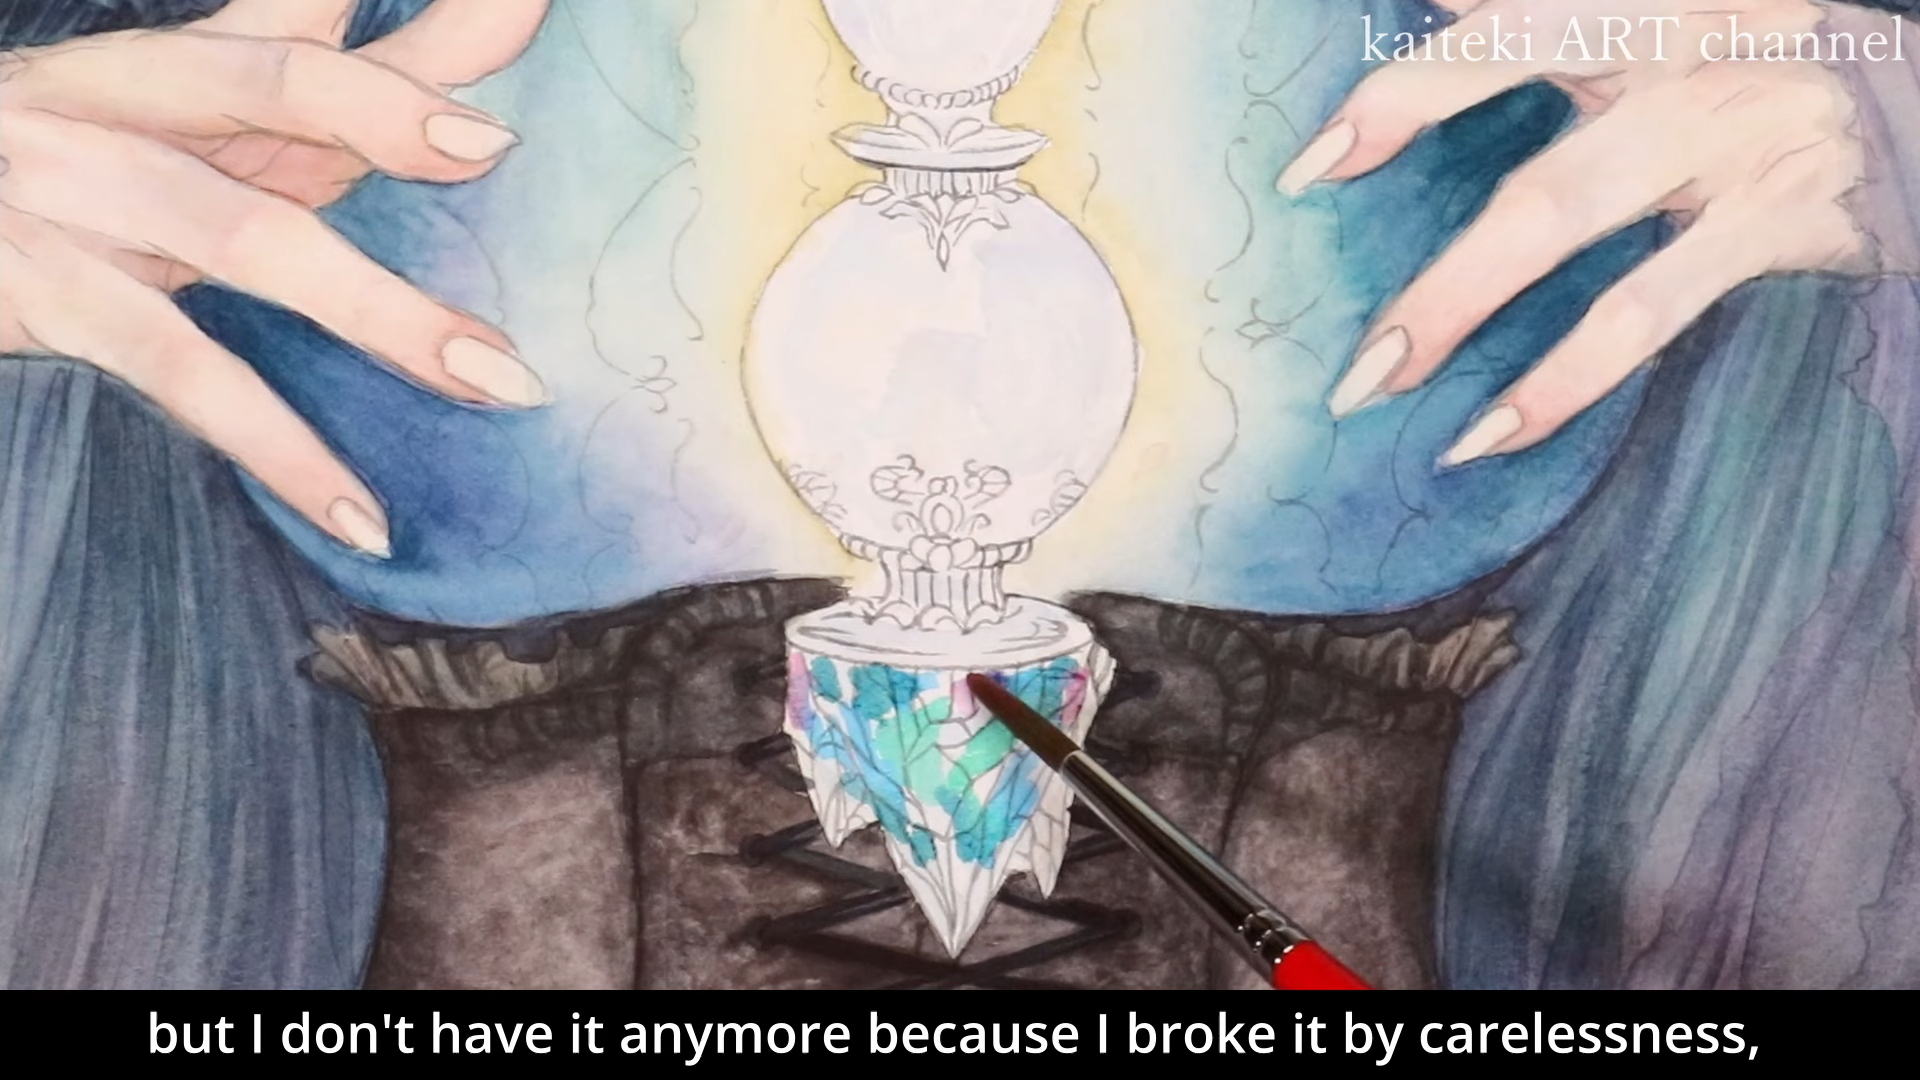 kaiteki ART channel
but I don't have it anymore because I broke it by carelessness,